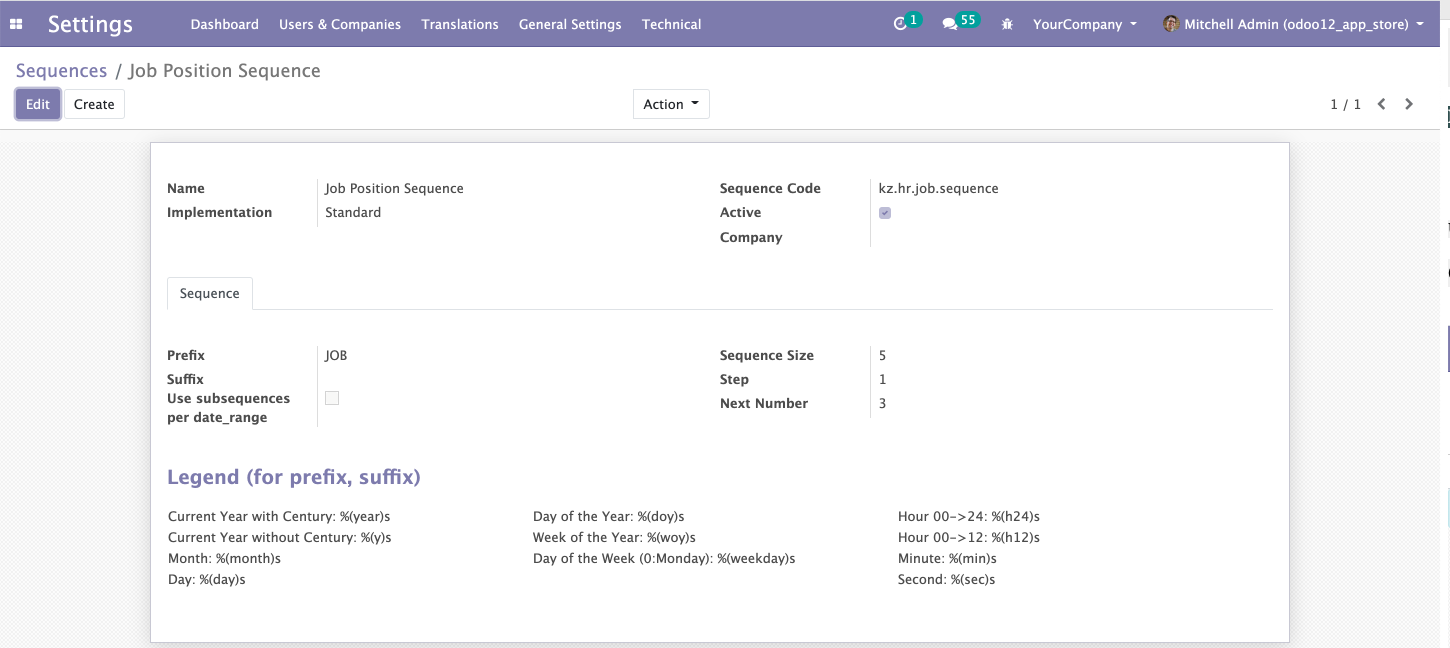 Settings Dashboard Users & Companies Translations General Settings Technical 1 55 YourCompany Mitchell Admin (odoo12_app_store)
Sequences / Job Position Sequence
Edit Create Action 1 / 1
Name Job Position Sequence Sequence Code kz.hr.job.sequence
Implementation Standard Active
Company
Sequence
Prefix JOB Sequence Size 5
Suffix Step 1
Use subsequences
per date_range Next Number 3
Legend (for prefix, suffix)
Current Year with Century: %(year)s Day of the Year: %(doy)s Hour 00->24: %(h24)s
Current Year without Century: %(y)s Week of the Year: %(woy)s Hour 00->12: %(h12)s
Month: %(month)s Day of the Week (0:Monday): %(weekday)s Minute: %(min)s
Day: %(day)s Second: %(sec)s